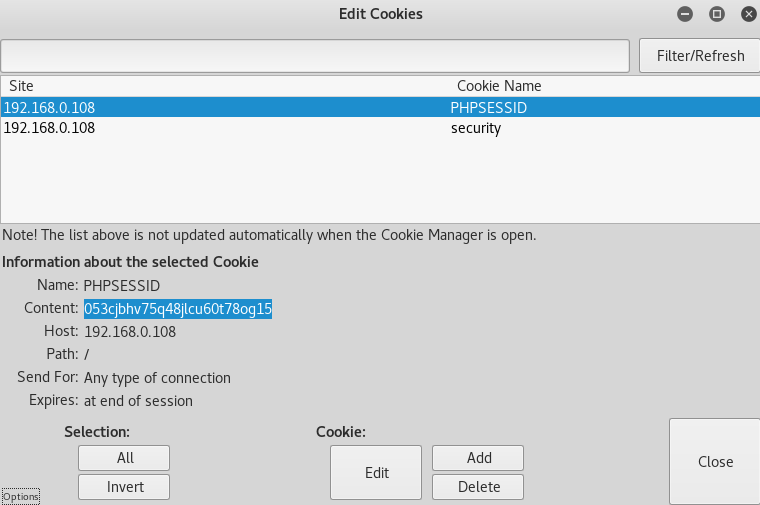 Edit Cookies
Filter/Refresh
Site Cookie Name
192.168.0.108 PHPSESSID
192.168.0.108 security
Note! The list above is not updated automatically when the Cookie Manager is open.
Information about the selected Cookie
Name: PHPSESSID
Content: 053cjbhv75q48jlcu60t78og15
Host: 192.168.0.108
Path: /
Send For: Any type of connection
Expires: at end of session
Selection: Cookie:
All Edit Add Close
Invert Delete
Options